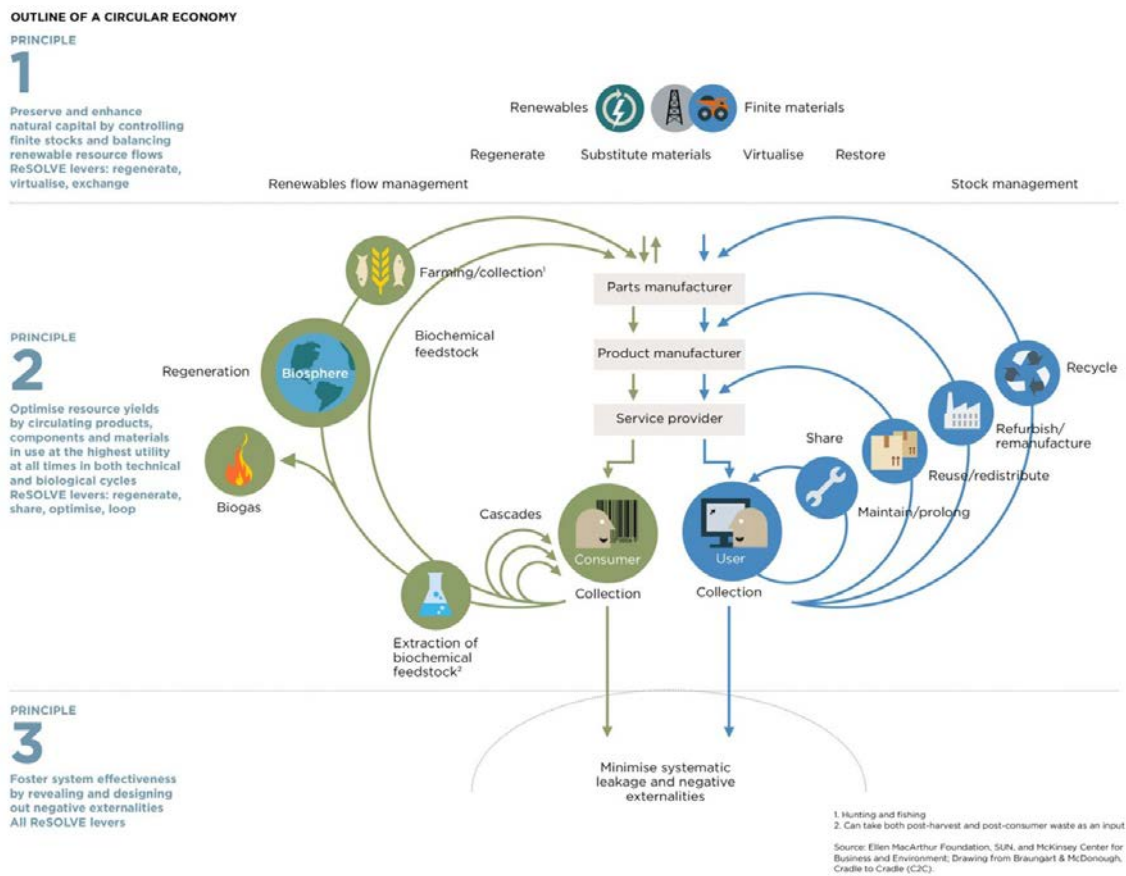 OUTLINE OF A CIRCULAR ECONOMY
PRINCIPLE
1
Preserve and enhance
natural capital by controlling
finite stocks and balancing
renewable resource flows
ReSOLVE levers: regenerate,
virtualise, exchange
Renewables
Finite materials
Regenerate
Substitute materials
Virtualise
Restore
Renewables flow management
Stock management
PRINCIPLE
2
Optimise resource yields
by circulating products,
components and materials
in use at the highest utility
at all times in both technical
and biological cycles
ReSOLVE levers: regenerate,
share, optimise, loop
Farming/collection¹
Biochemical
feedstock
Regeneration
Biosphere
Biogas
Cascades
Extraction of
biochemical
feedstock²
Parts manufacturer
Product manufacturer
Service provider
Consumer
Collection
User
Collection
Share
Maintain/prolong
Reuse/redistribute
Refurbish/
remanufacture
Recycle
PRINCIPLE
3
Foster system effectiveness
by revealing and designing
out negative externalities
All ReSOLVE levers
Minimise systematic
leakage and negative
externalities
1. Hunting and fishing
2. Can take both post-harvest and post-consumer waste as an input
Source: Ellen MacArthur Foundation, SUN, and McKinsey Center for
Business and Environment; Drawing from Braungart & McDonough,
Cradle to Cradle (C2C).